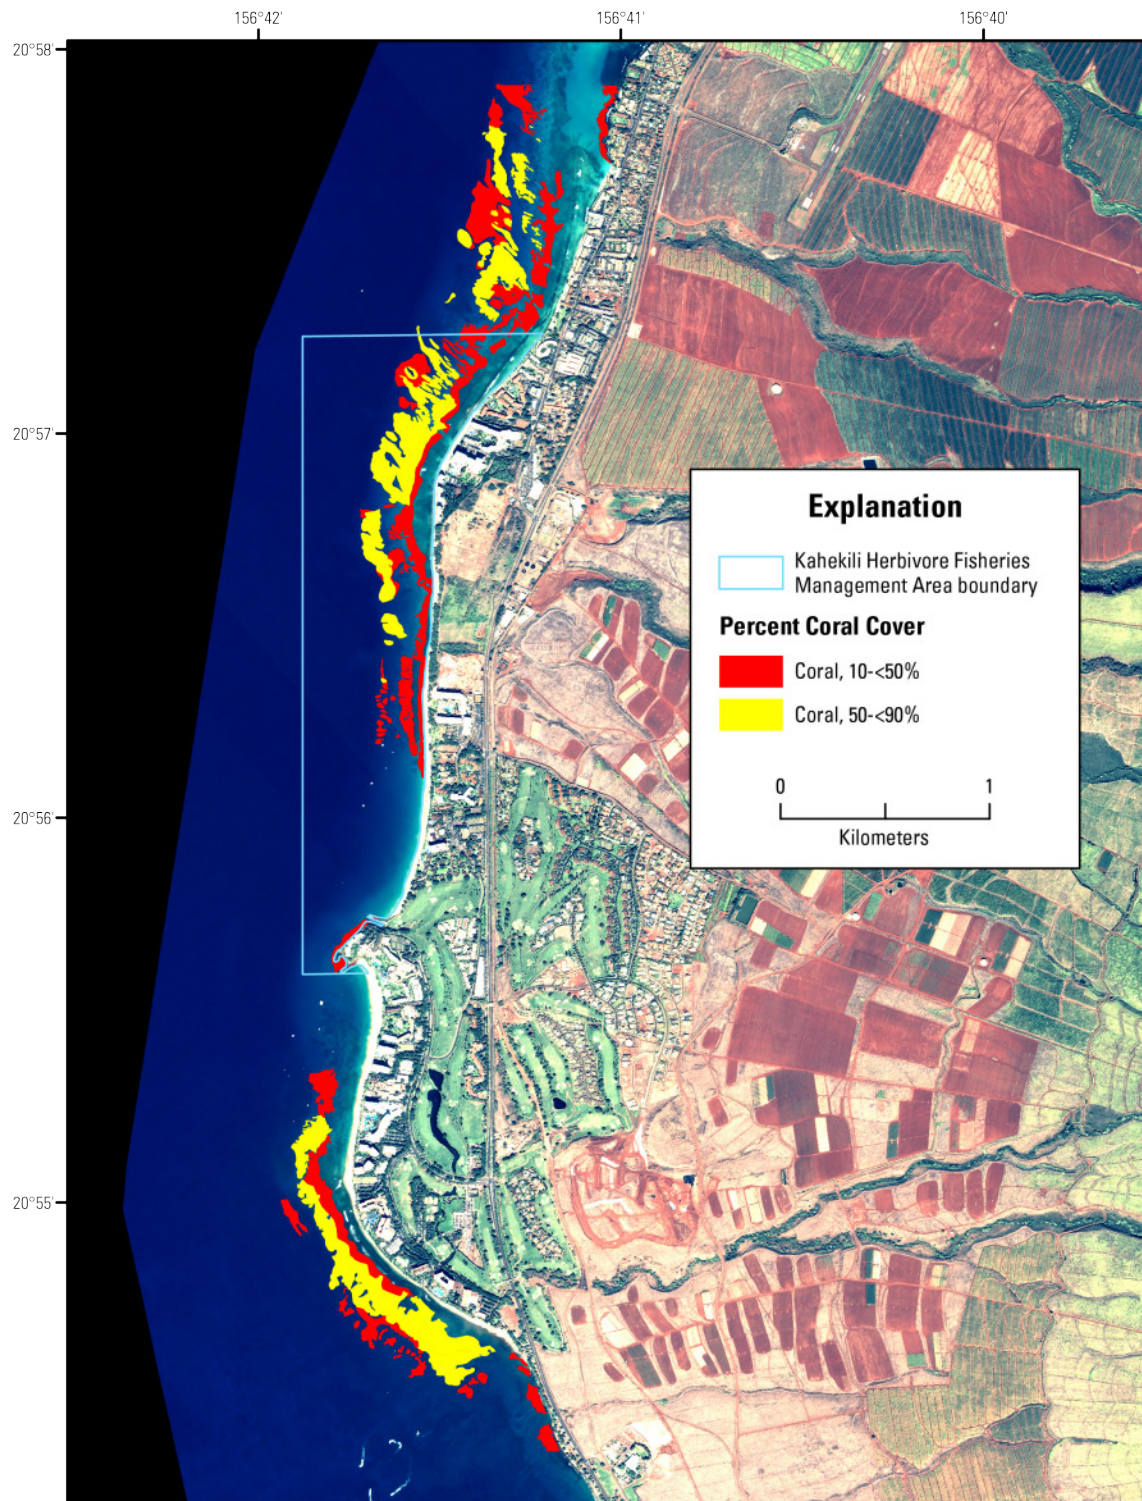 156°42'
156°41'
156°40'
20°58'
20°57'
20°56'
20°55'
Explanation
Kahekili Herbivore Fisheries
Management Area boundary
Percent Coral Cover
Coral, 10-<50%
Coral, 50-<90%
0 1
Kilometers